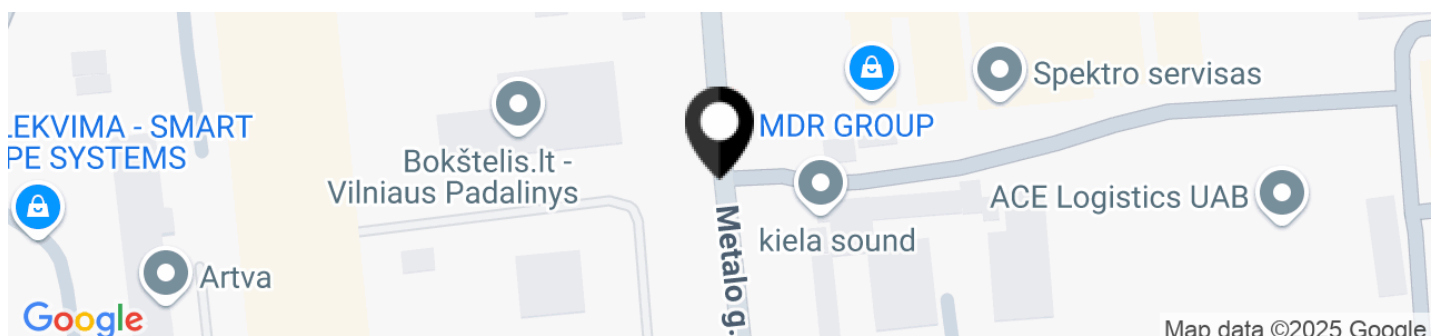 Spektro servisas
MDR GROUP
LEKVIMA - SMART
PE SYSTEMS
Bokštelis.lt -
Vilniaus Padalinys
ACE Logistics UAB
kiela sound
Metalo g.
Artva
Google
Map data ©2025 Google